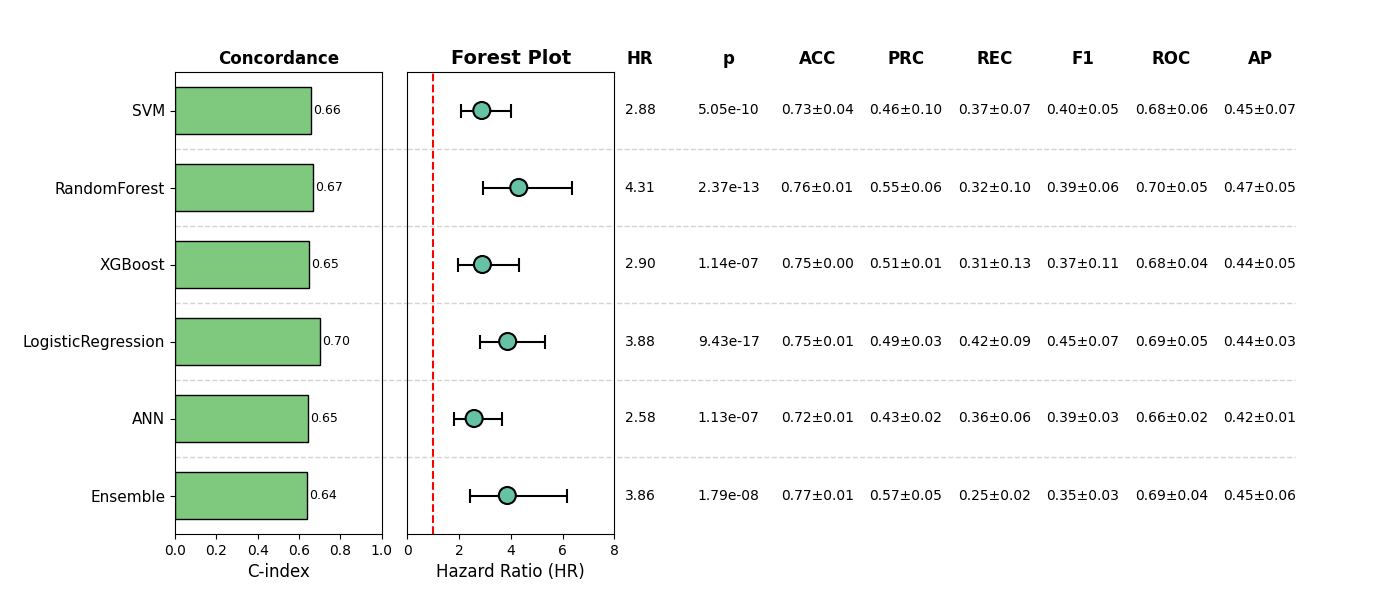 Concordance Forest Plot HR p ACC PRC REC F1 ROC AP
SVM 0.66 2.88 5.05e-10 0.73±0.04 0.46±0.10 0.37±0.07 0.40±0.05 0.68±0.06 0.45±0.07
RandomForest 0.67 4.31 2.37e-13 0.76±0.01 0.55±0.06 0.32±0.10 0.39±0.06 0.70±0.05 0.47±0.05
XGBoost 0.65 2.90 1.14e-07 0.75±0.00 0.51±0.01 0.31±0.13 0.37±0.11 0.68±0.04 0.44±0.05
LogisticRegression 0.70 3.88 9.43e-17 0.75±0.01 0.49±0.03 0.42±0.09 0.45±0.07 0.69±0.05 0.44±0.03
ANN 0.65 2.58 1.13e-07 0.72±0.01 0.43±0.02 0.36±0.06 0.39±0.03 0.66±0.02 0.42±0.01
Ensemble 0.64 3.86 1.79e-08 0.77±0.01 0.57±0.05 0.25±0.02 0.35±0.03 0.69±0.04 0.45±0.06
0.0 0.2 0.4 0.6 0.8 1.0 0 2 4 6 8
C-index Hazard Ratio (HR)